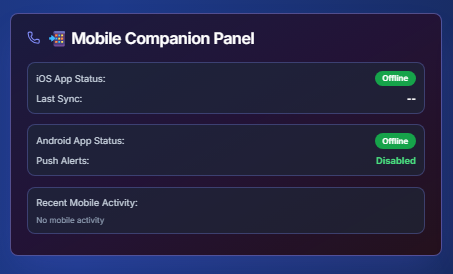 Mobile Companion Panel
iOS App Status: Offline
Last Sync: --
Android App Status: Offline
Push Alerts: Disabled
Recent Mobile Activity:
No mobile activity